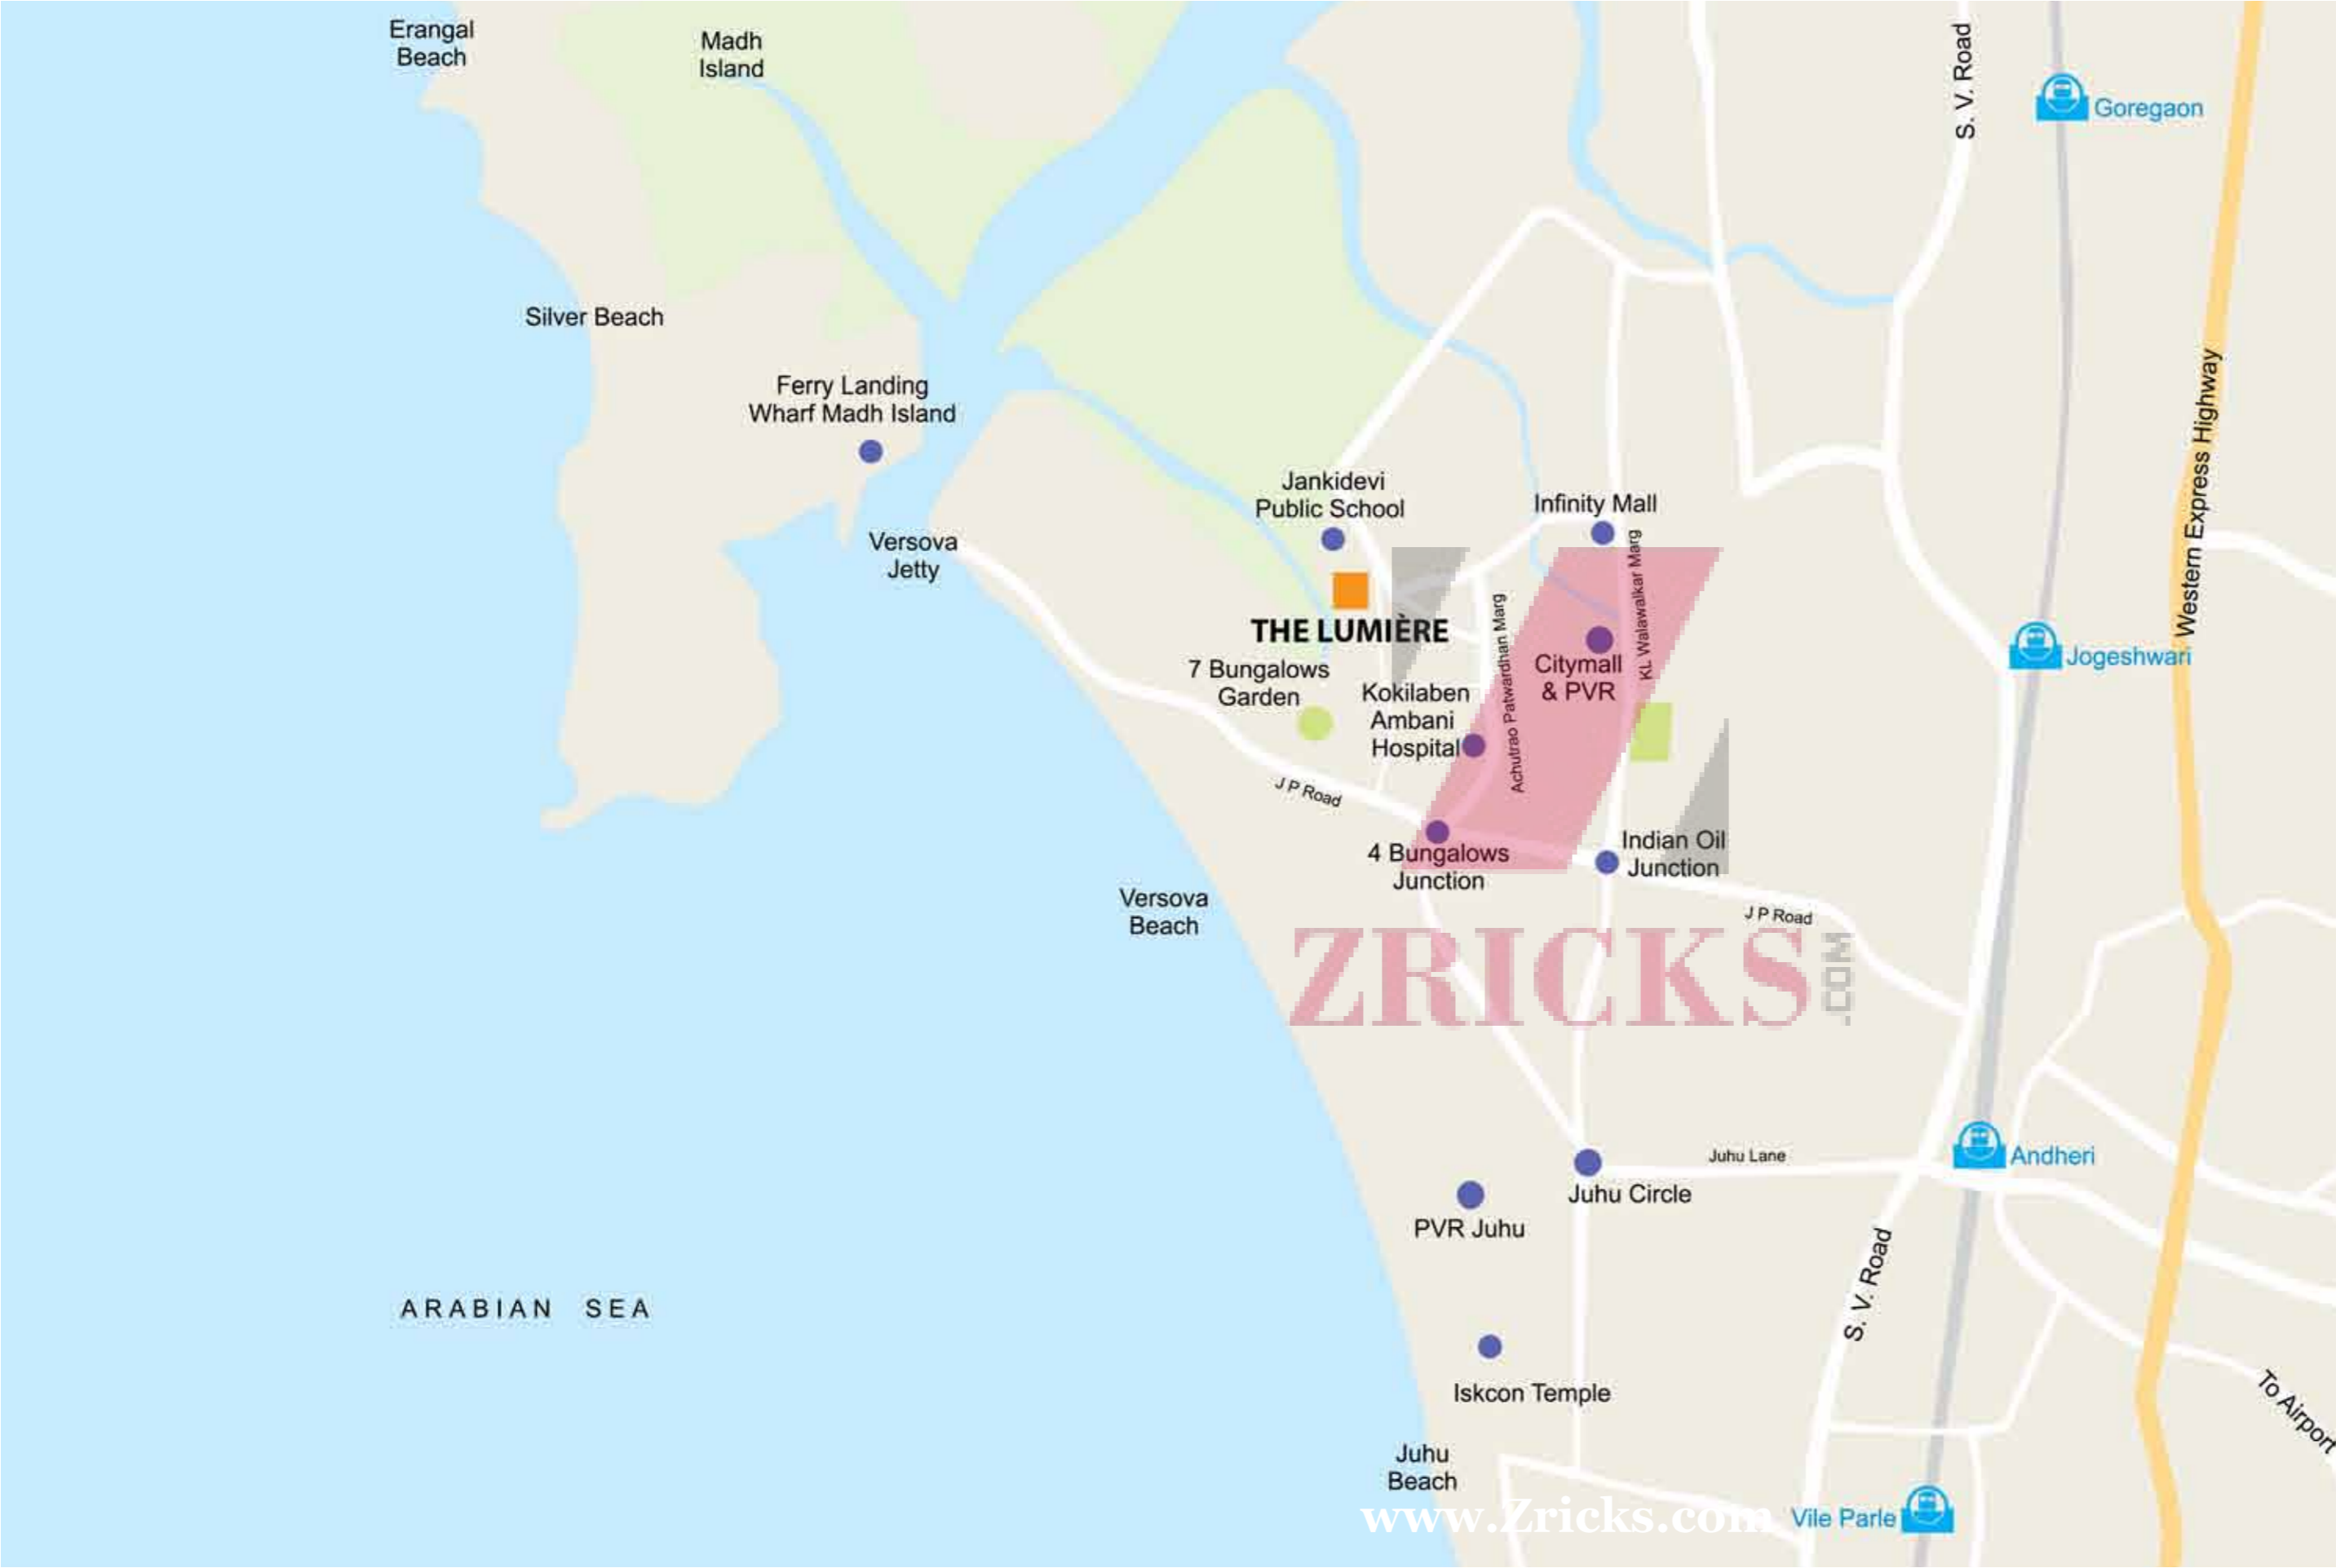 Erangal
Beach
Madh
Island
S. V. Road
Goregaon
Silver Beach
Ferry Landing
Wharf Madh Island
Western Express Highway
Jankidevi
Public School
Infinity Mall
Versova
Jetty
KL Walawalkar Marg
Achutrao Patwardhan Marg
THE LUMIÈRE
Jogeshwari
7 Bungalows
Garden
Citymall
& PVR
Kokilaben
Ambani
Hospital
J P Road
4 Bungalows
Junction
Indian Oil
Junction
Versova
Beach
J P Road
ZRICKS
.COM
Juhu Lane
Andheri
Juhu Circle
PVR Juhu
S. V. Road
ARABIAN SEA
Iskcon Temple
To Airport
Juhu
Beach
www.Zricks.com
Vile Parle